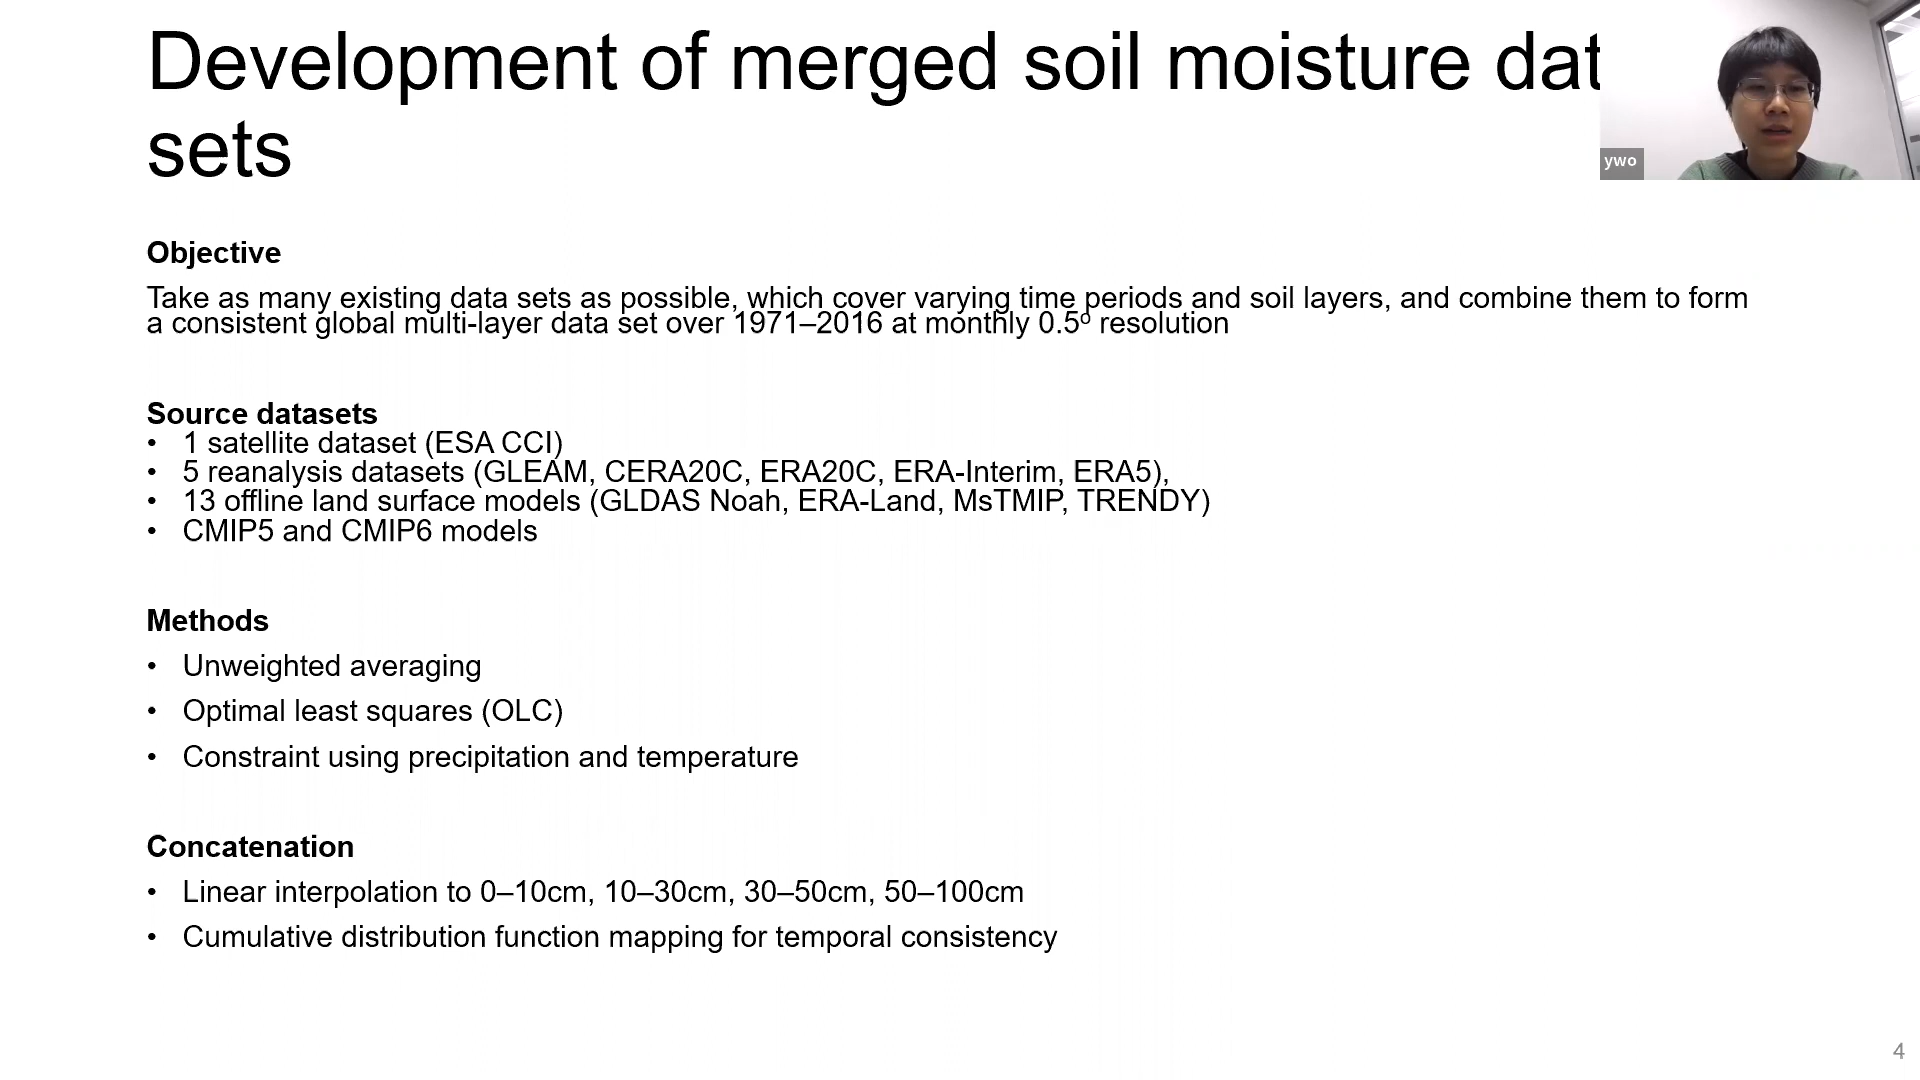 Development of merged soil moisture dat
sets
ywo
Objective
Take as many existing data sets as possible, which cover varying time periods and soil layers, and combine them to form
a consistent global multi-layer data set over 1971–2016 at monthly 0.5º resolution
Source datasets
• 1 satellite dataset (ESA CCI)
• 5 reanalysis datasets (GLEAM, CERA20C, ERA20C, ERA-Interim, ERA5),
• 13 offline land surface models (GLDAS Noah, ERA-Land, MsTMIP, TRENDY)
• CMIP5 and CMIP6 models
Methods
• Unweighted averaging
• Optimal least squares (OLC)
• Constraint using precipitation and temperature
Concatenation
• Linear interpolation to 0–10cm, 10–30cm, 30–50cm, 50–100cm
• Cumulative distribution function mapping for temporal consistency
4